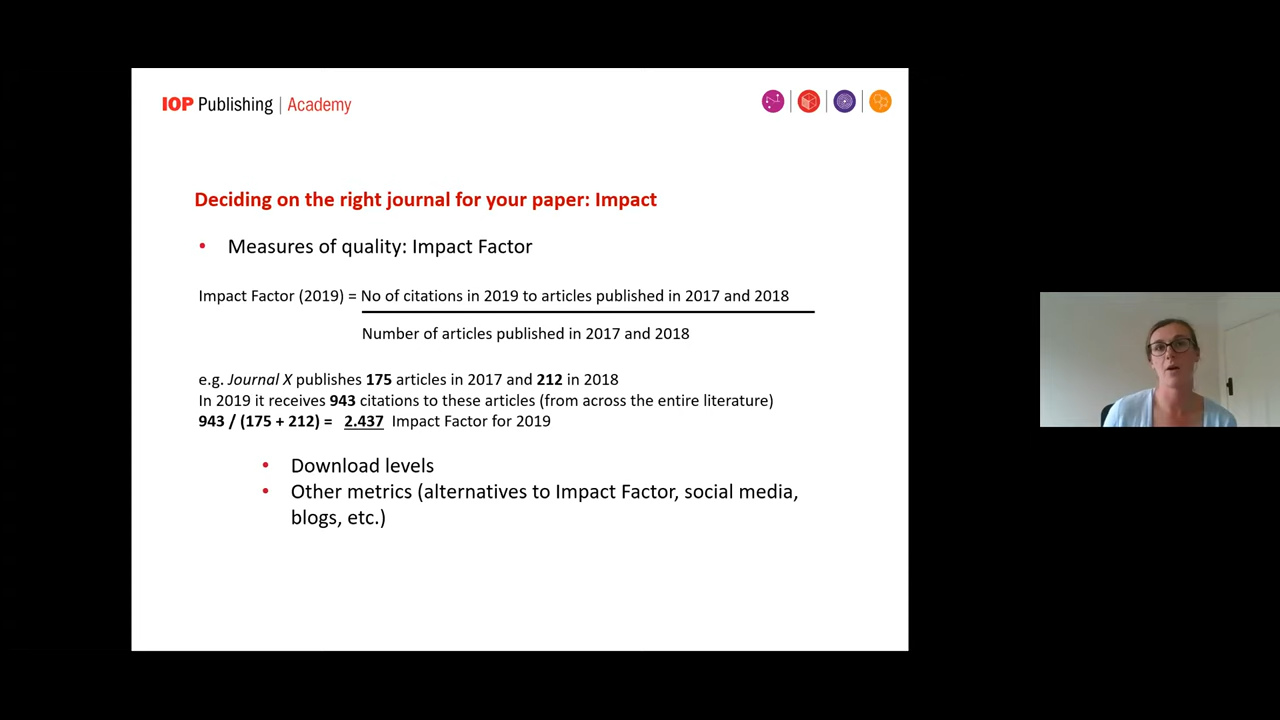 IOP Publishing | Academy
Deciding on the right journal for your paper: Impact
• Measures of quality: Impact Factor
Impact Factor (2019) = No of citations in 2019 to articles published in 2017 and 2018
Number of articles published in 2017 and 2018
e.g. Journal X publishes 175 articles in 2017 and 212 in 2018
In 2019 it receives 943 citations to these articles (from across the entire literature)
943 / (175 + 212) = 2.437 Impact Factor for 2019
• Download levels
• Other metrics (alternatives to Impact Factor, social media,
blogs, etc.)